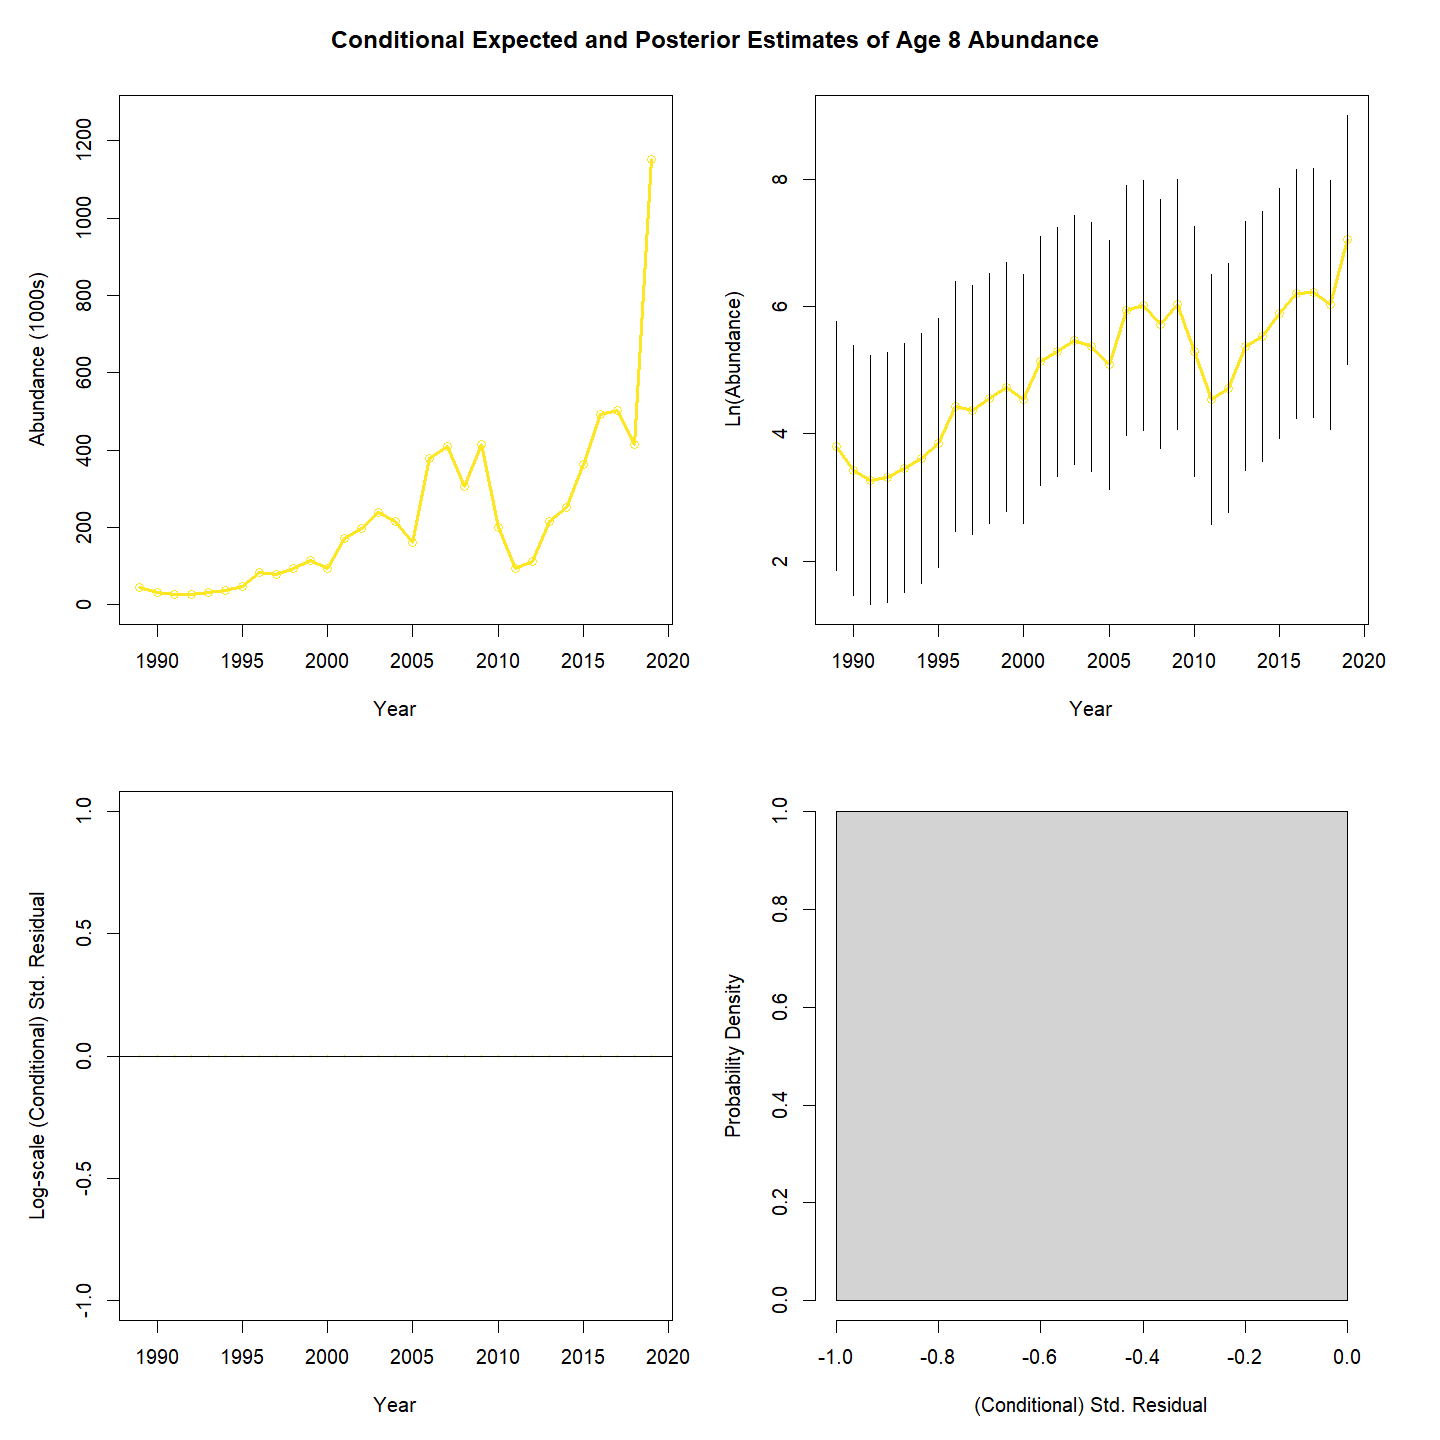 Conditional Expected and Posterior Estimates of Age 8 Abundance
Abundance (1000s)
0 200 400 600 800 1000 1200
1990 1995 2000 2005 2010 2015 2020
Year
Ln(Abundance)
2 4 6 8
1990 1995 2000 2005 2010 2015 2020
Year
Log-scale (Conditional) Std. Residual
-1.0 -0.5 0.0 0.5 1.0
1990 1995 2000 2005 2010 2015 2020
Year
Probability Density
0.0 0.2 0.4 0.6 0.8 1.0
-1.0 -0.8 -0.6 -0.4 -0.2 0.0
(Conditional) Std. Residual